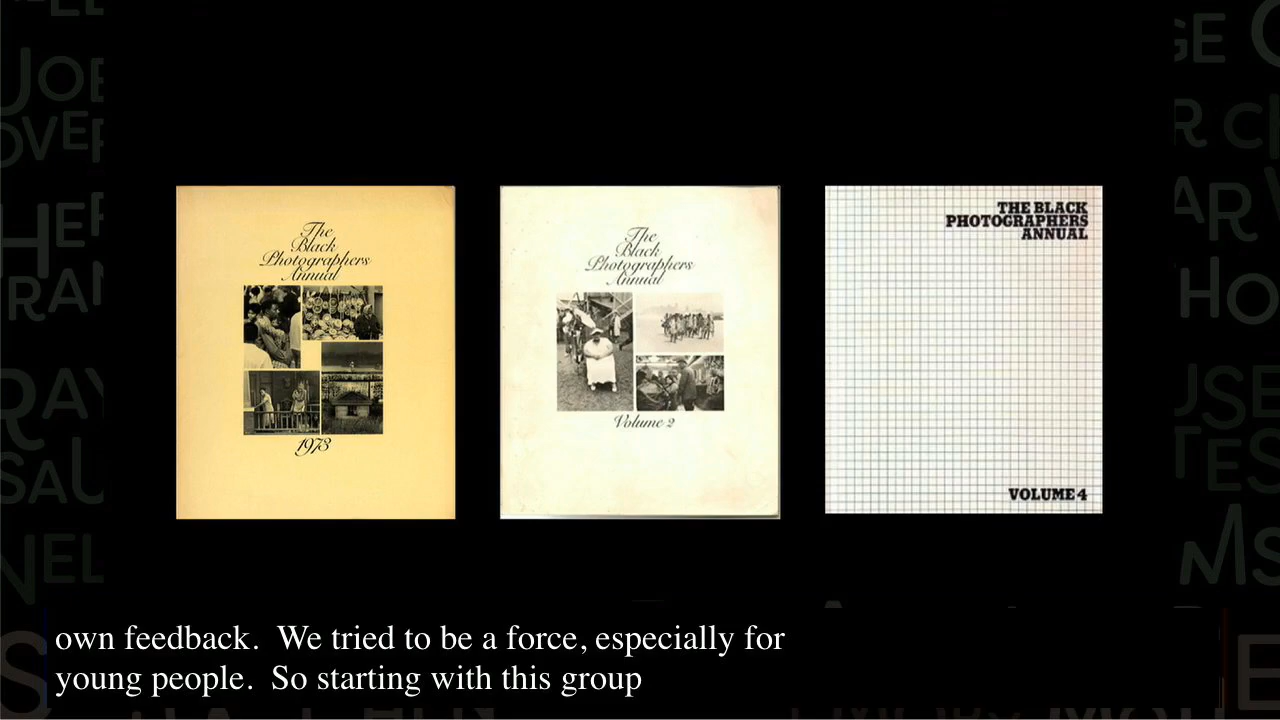 The
Black
Photographers
Annual
1973
The
Black
Photographers
Annual
Volume 2
THE BLACK
PHOTOGRAPHERS
ANNUAL
VOLUME 4
own feedback.  We tried to be a force, especially for
young people.  So starting with this group